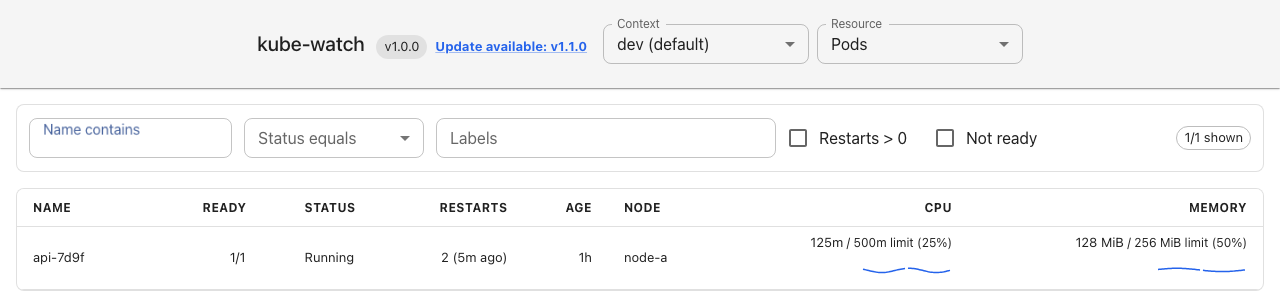 Context
Resource
kube-watch v1.0.0 Update available: v1.1.0 dev (default) Pods
Name contains
Status equals Labels Restarts > 0 Not ready 1/1 shown
NAME READY STATUS RESTARTS AGE NODE CPU MEMORY
125m / 500m limit (25%) 128 MiB / 256 MiB limit (50%)
api-7d9f 1/1 Running 2 (5m ago) 1h node-a